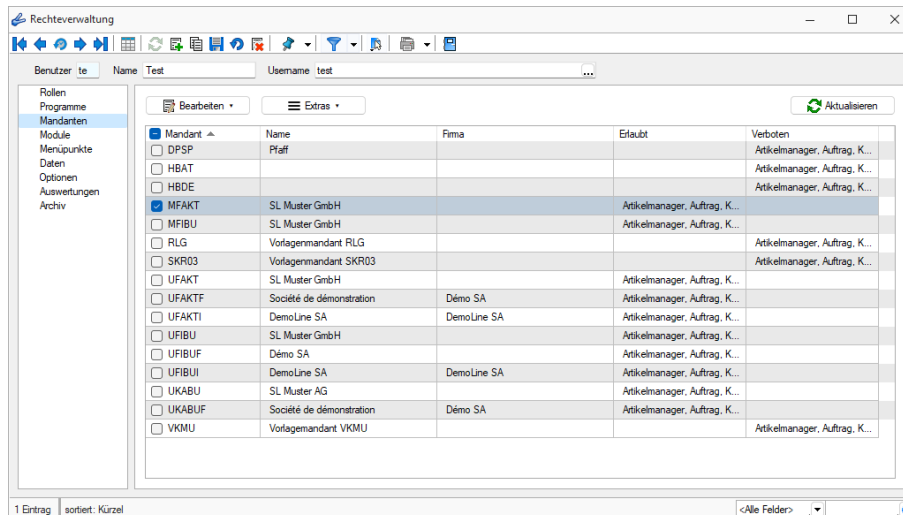 Rechteverwaltung
Benutzer te Name Test Username test ...
Rollen
Programme
Mandanten
Module
Menüpunkte
Daten
Optionen
Auswertungen
Archiv
Bearbeiten Extras Aktualisieren
Mandant Name Firma Erlaubt Verboten
DPSP Pfaff Artikelmanager, Auftrag, K...
HBAT Artikelmanager, Auftrag, K...
HBDE Artikelmanager, Auftrag, K...
MFAKT SL Muster GmbH Artikelmanager, Auftrag, K...
MFIBU SL Muster GmbH Artikelmanager, Auftrag, K...
RLG Vorlagenmandant RLG Artikelmanager, Auftrag, K...
SKR03 Vorlagenmandant SKR03 Artikelmanager, Auftrag, K...
UFAKT SL Muster GmbH Artikelmanager, Auftrag, K...
UFAKTF Société de démonstration Démo SA Artikelmanager, Auftrag, K...
UFAKTI DemoLine SA DemoLine SA Artikelmanager, Auftrag, K...
UFIBU SL Muster GmbH Artikelmanager, Auftrag, K...
UFIBUF Démo SA Artikelmanager, Auftrag, K...
UFIBUI DemoLine SA DemoLine SA Artikelmanager, Auftrag, K...
UKABU SL Muster AG Artikelmanager, Auftrag, K...
UKABUF Société de démonstration Démo SA Artikelmanager, Auftrag, K...
VKMU Vorlagemandant VKMU Artikelmanager, Auftrag, K...
1 Eintrag sortiert: Kürzel <Alle Felder>